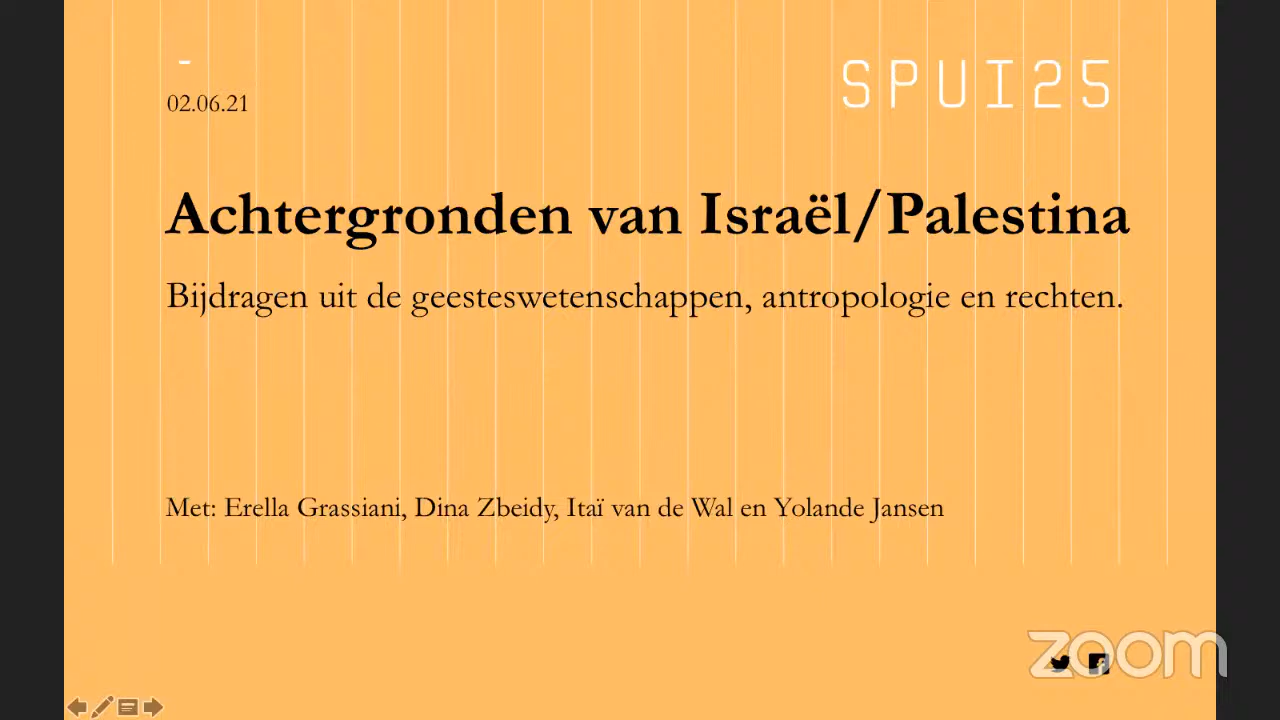 SPUI25
02.06.21
Achtergronden van Israël/Palestina
Bijdragen uit de geesteswetenschappen, antropologie en rechten.
Met: Erella Grassiani, Dina Zbeidy, Itaï van de Wal en Yolande Jansen
zoom